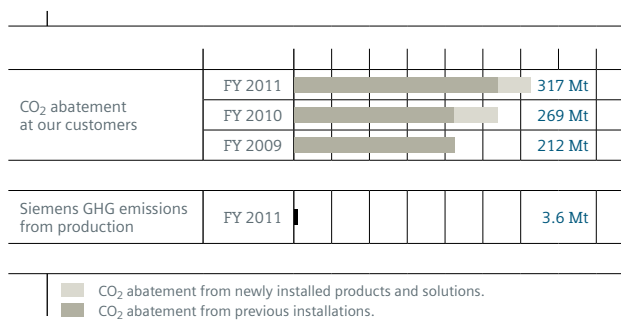 FY 2011 317 Mt
CO2 abatement
at our customers
FY 2010 269 Mt
FY 2009 212 Mt
Siemens GHG emissions
from production
FY 2011 3.6 Mt
CO2 abatement from newly installed products and solutions.
CO2 abatement from previous installations.